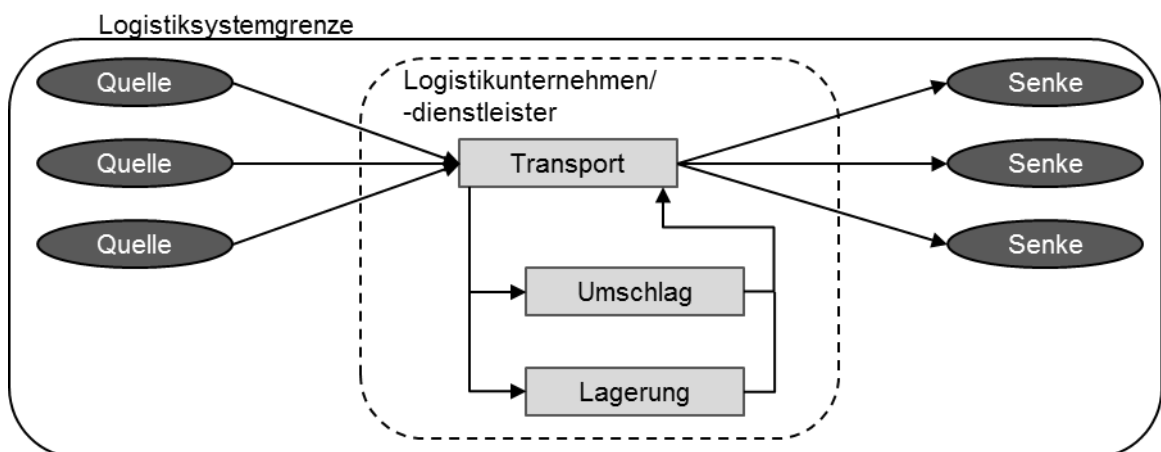 Logistiksystemgrenze
Quelle
Logistikunternehmen/
-dienstleister
Senke
Quelle
Transport
Senke
Quelle
Senke
Umschlag
Lagerung